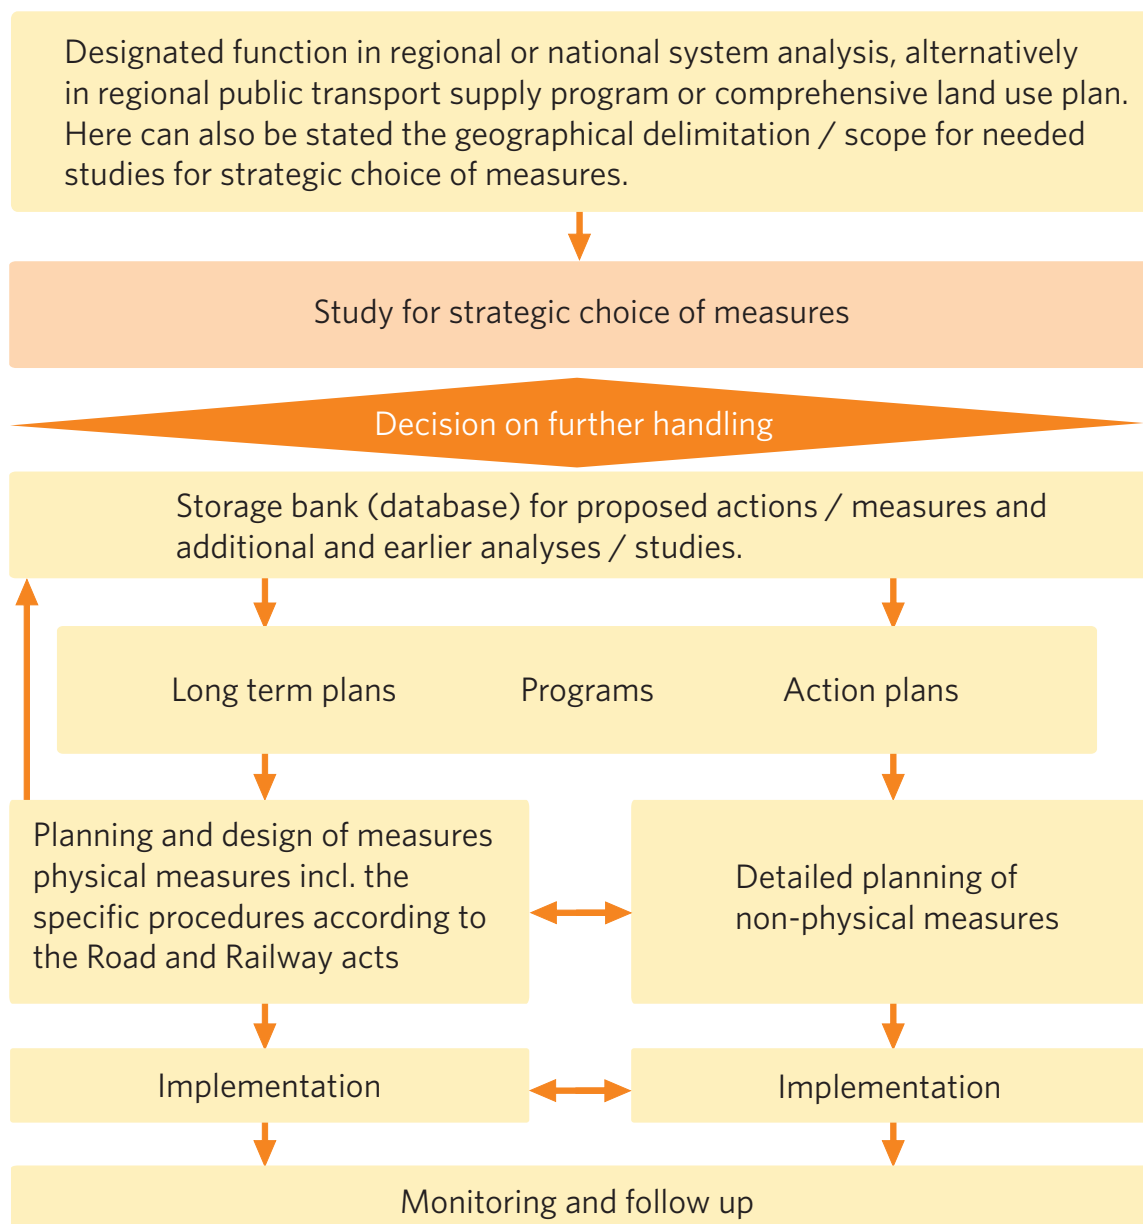 Designated function in regional or national system analysis, alternatively
in regional public transport supply program or comprehensive land use plan.
Here can also be stated the geographical delimitation / scope for needed
studies for strategic choice of measures.
Study for strategic choice of measures
Decision on further handling
Storage bank (database) for proposed actions / measures and
additional and earlier analyses / studies.
Long term plans
Programs
Action plans
Planning and design of measures
physical measures incl. the
specific procedures according to
the Road and Railway acts
Detailed planning of
non-physical measures
Implementation
Implementation
Monitoring and follow up